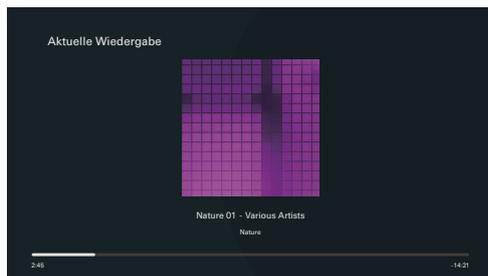 Aktuelle Wiedergabe
Nature 01 - Various Artists
Nature
2:45
-14:21